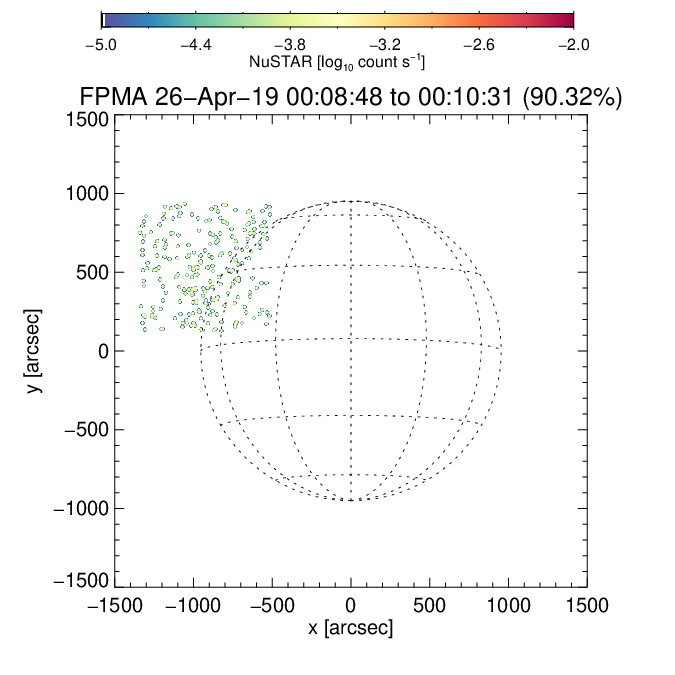 −5.0 −4.4 −3.8 −3.2 −2.6 −2.0
NuSTAR [log₁₀ count s⁻¹]
FPMA 26−Apr−19 00:08:48 to 00:10:31 (90.32%)
1500
1000
500
0
−500
−1000
−1500
y [arcsec]
−1500 −1000 −500 0 500 1000 1500
x [arcsec]